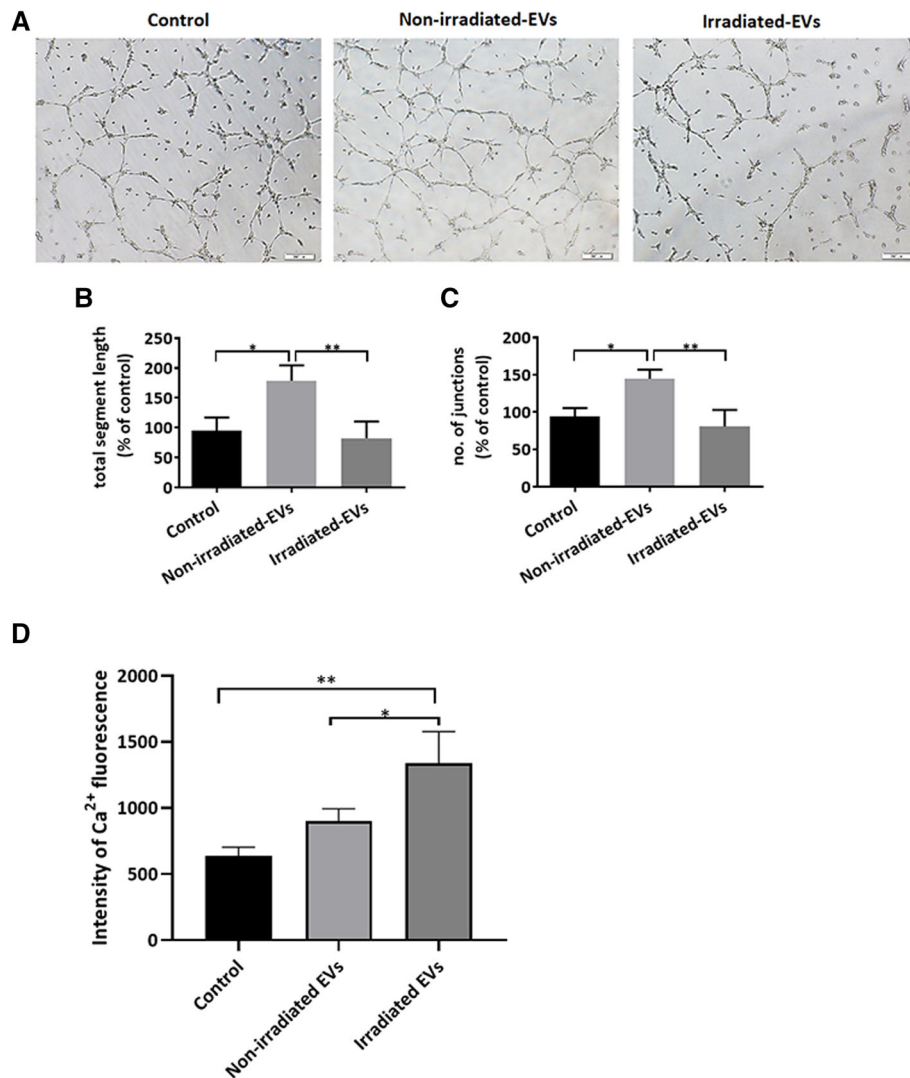 A
Control
Non-irradiated-EVs
Irradiated-EVs
B
total segment length
(% of control)
250
200
150
100
50
0
*
**
Control
Non-irradiated-EVs
Irradiated-EVs
C
no. of junctions
(% of control)
200
150
100
50
0
*
**
Control
Non-irradiated-EVs
Irradiated-EVs
D
Intensity of Ca²⁺ fluorescence
2000
1500
1000
500
0
**
*
Control
Non-irradiated EVs
Irradiated EVs